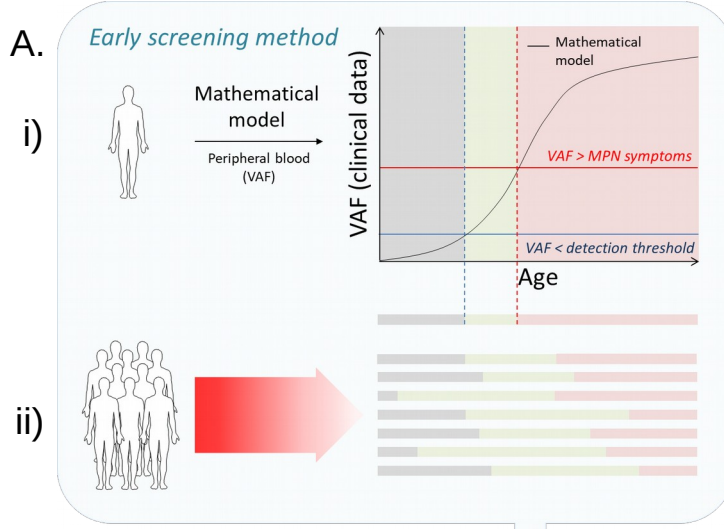 A.
Early screening method
i)
Mathematical
model
Peripheral blood
(VAF)
VAF (clinical data)
Mathematical
model
VAF > MPN symptoms
VAF < detection threshold
Age
ii)